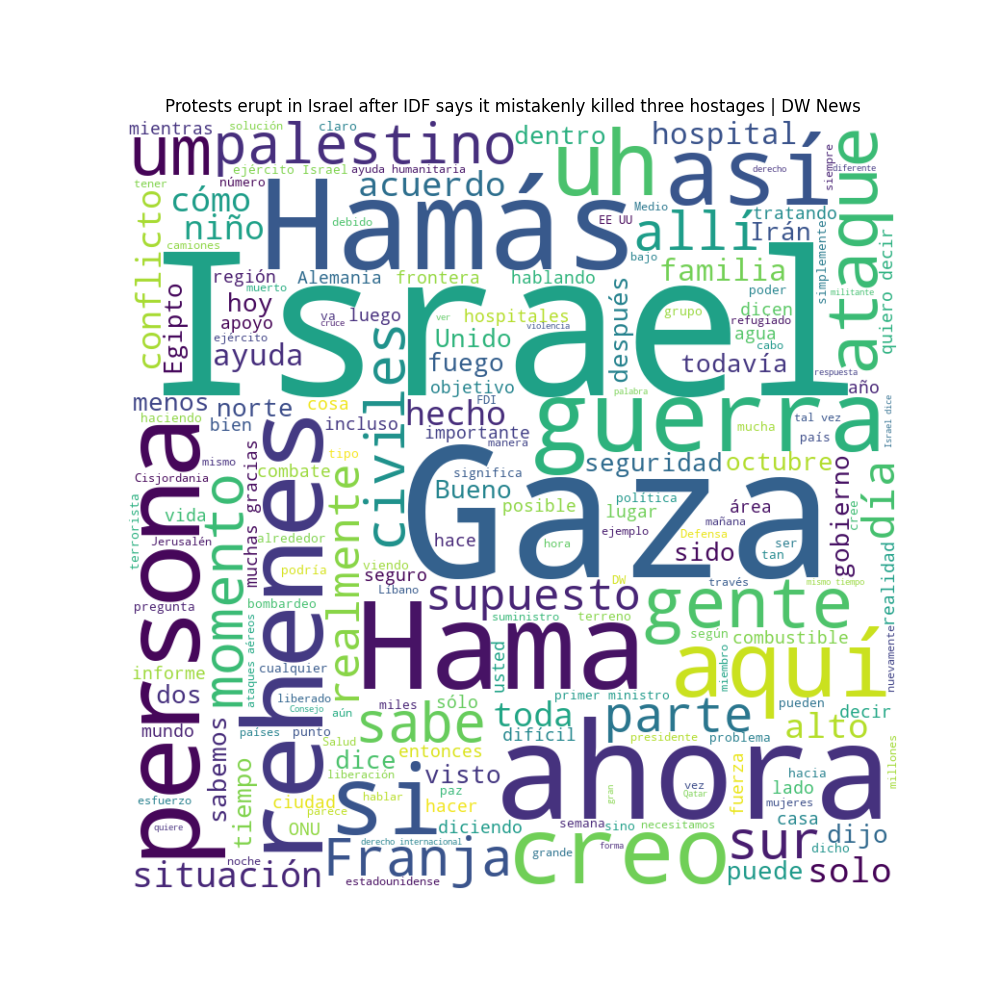 Protests erupt in Israel after IDF says it mistakenly killed three hostages | DW News
mientras
solución
claro
um
palestino
dentro
uh
hospital
así
siempre
derecho
diferente
ataque
ejército Israel
ayuda humanitaria
tener
número
acuerdo
cómo
niño
Hamás
debido
Medio
EE UU
allí
tratando
Irán
bajo
simplemente
quiero decir
conflicto
camiones
región
muerto
Alemania
frontera
hablando
familia
poder
militante
Egipto
hoy
apoyo
ejército
ayuda
Israel
va
cruce
luego
ver
hospitales
violencia
Unido
fuego
objetivo
FDI
después
grupo
dicen
refugiado
agua
cabo
todavía
respuesta
palabra
año
menos
haciendo
norte
bien
cosa
incluso
civiles
hecho
importante
manera
guerra
mucha
tal vez
país
Israel dice
persona
mismo
Cisjordania
muchas gracias
combate
tipo
rehenes
realmente
significa
Bueno
posible
Gaza
seguridad
octubre
política
lugar
mañana
área
gobierno
cree
día
terrorista
vida
Jerusalén
momento
alrededor
podría
viendo
hace
hora
ejemplo
Defensa
sido
ser
tan
realidad
pregunta
bombardeo
seguro
Líbano
supuesto
DW
través
mismo tiempo
gente
suministro
terreno
según
combustible
nuevamente
informe
ataques aéreos
cualquier
Hama
usted
miembro
aquí
dos
liberado
Consejo
miles
sólo
primer ministro
pueden
decir
mundo
sabemos
países
punto
aún
sabe
toda
difícil
parte
presidente
problema
alto
millones
tiempo
Salud
dice
entonces
liberación
visto
si
hablar
paz
hacer
ahora
gran
vez
Qatar
fuerza
hacia
lado
mujeres
casa
esfuerzo
ciudad
parece
ONU
quiere
diciendo
semana
sino
necesitamos
dijo
derecho internacional
Franja
creo
grande
forma
sur
dicho
situación
noche
estadounidense
puede
solo